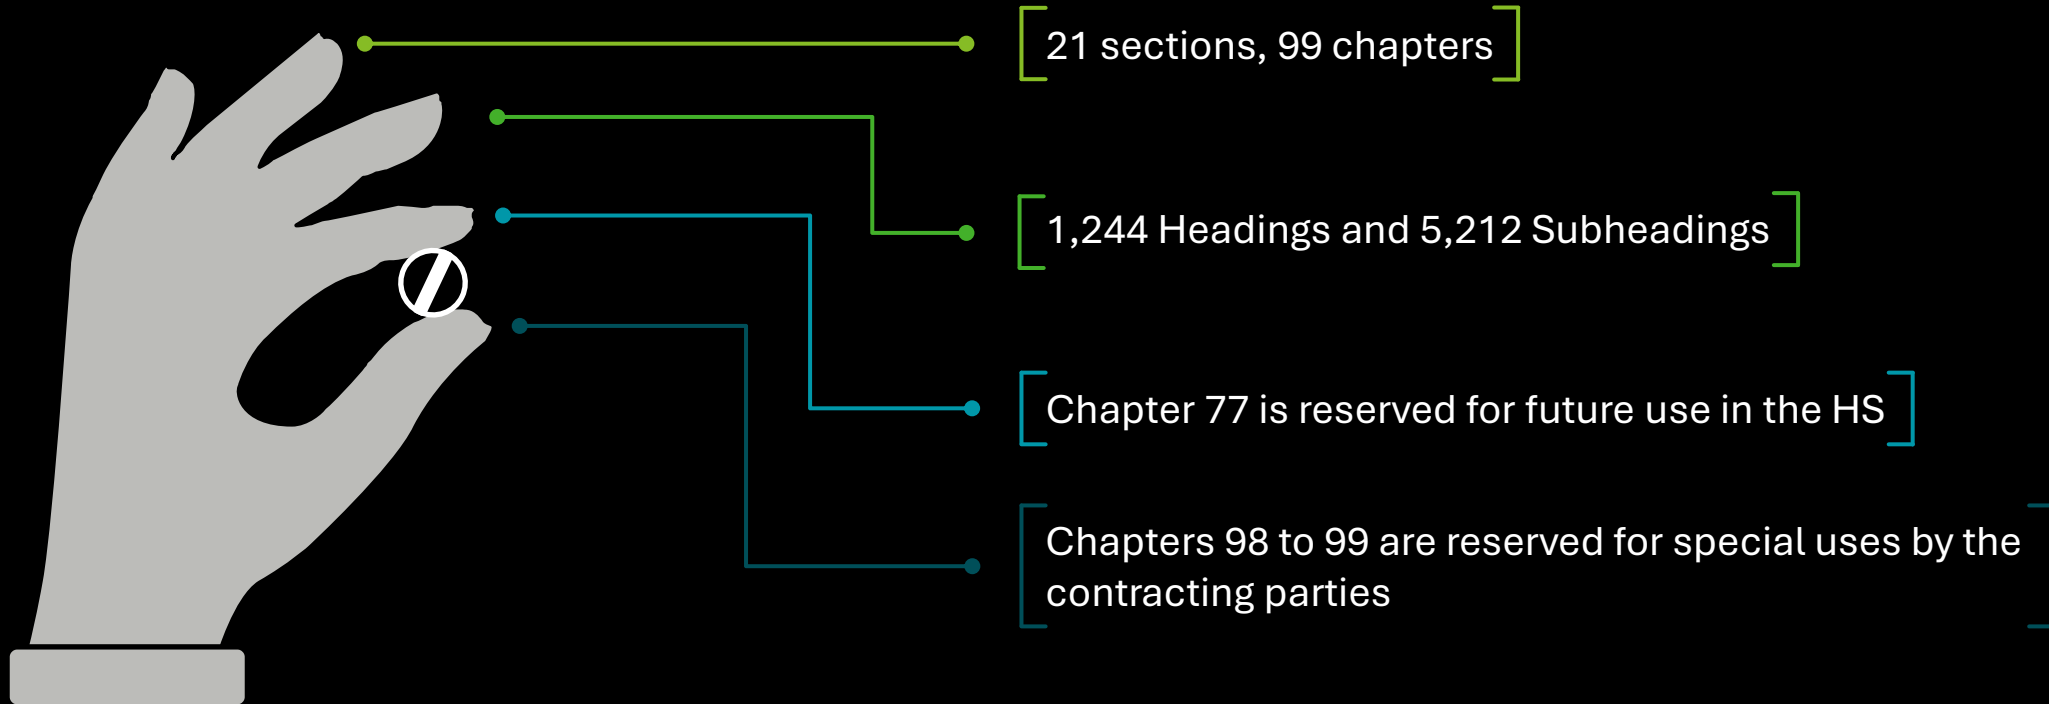 21 sections, 99 chapters
1,244 Headings and 5,212 Subheadings
Chapter 77 is reserved for future use in the HS
Chapters 98 to 99 are reserved for special uses by the
contracting parties